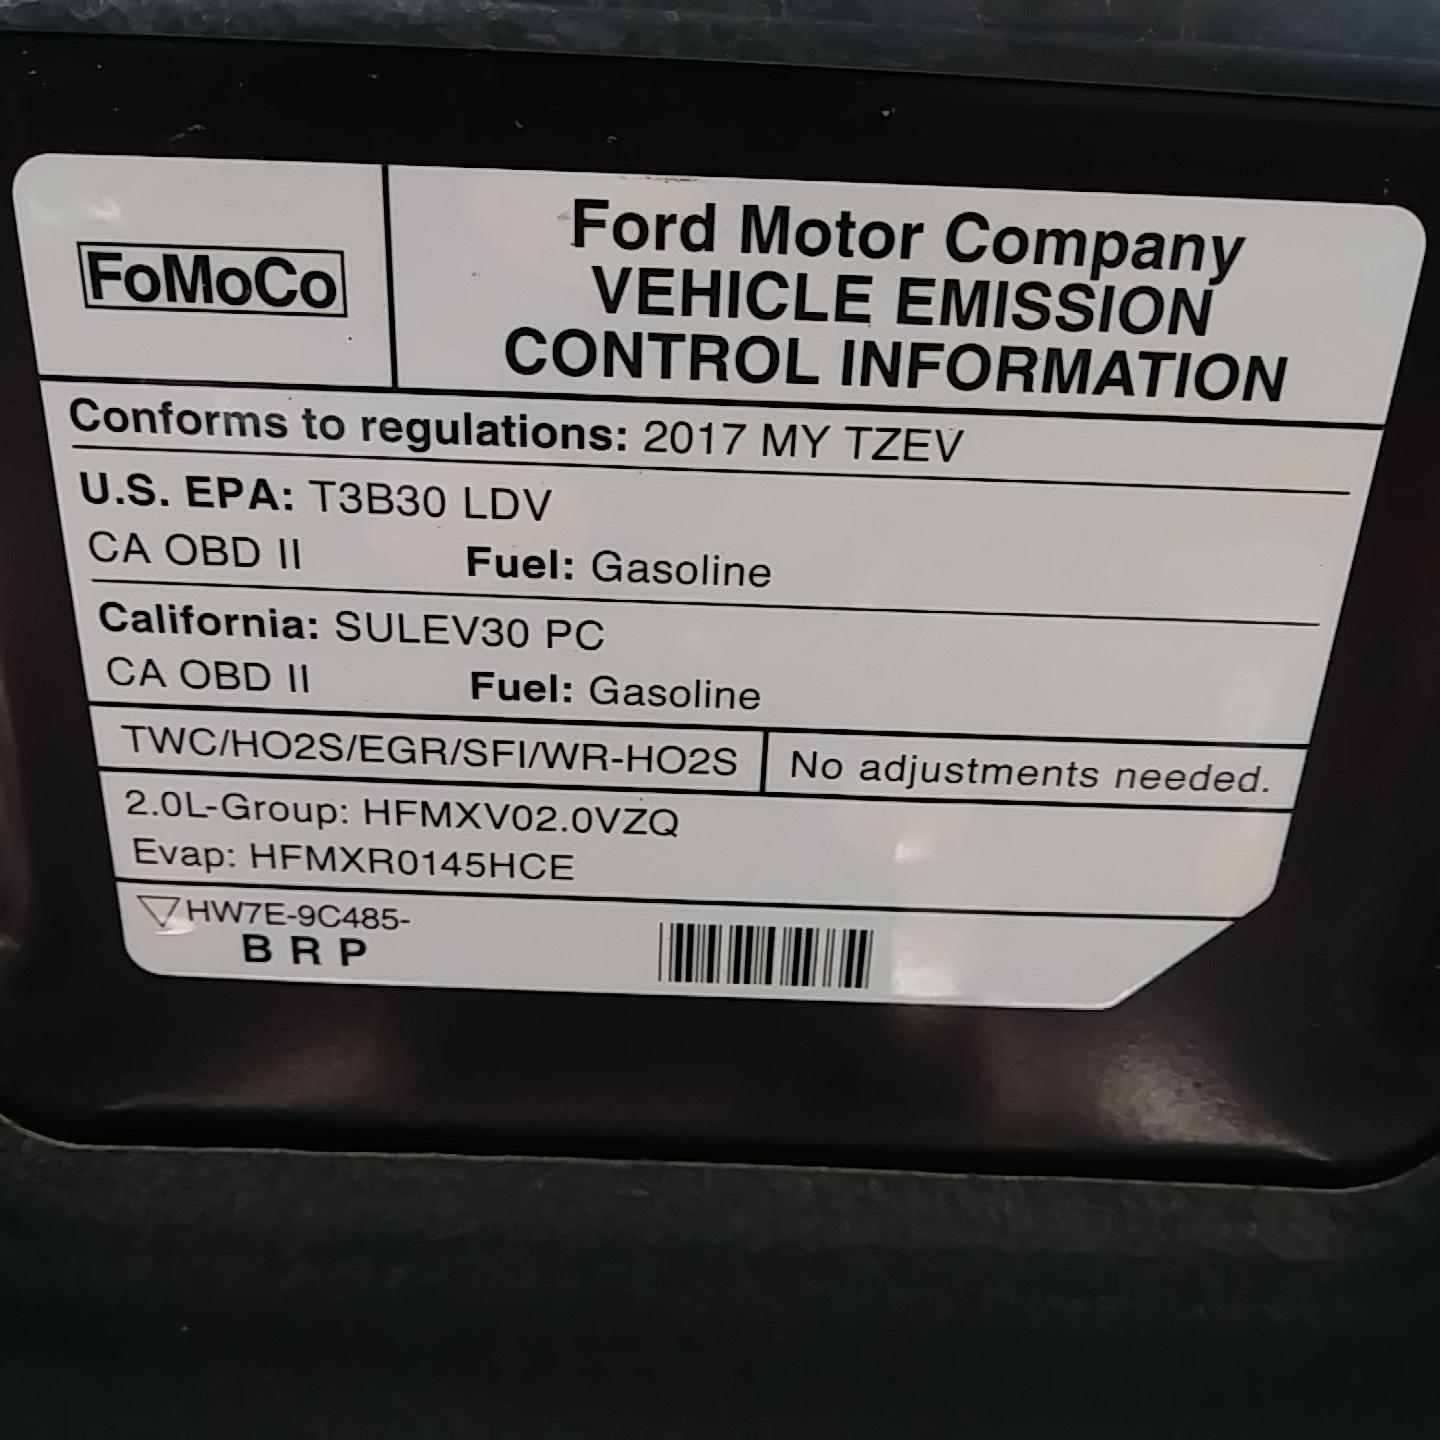 FoMoCo
Ford Motor Company
VEHICLE EMISSION
CONTROL INFORMATION
Conforms to regulations: 2017 MY TZEV
U.S. EPA: T3B30 LDV
CA OBD II Fuel: Gasoline
California: SULEV30 PC
CA OBD II Fuel: Gasoline
TWC/HO2S/EGR/SFI/WR-HO2S No adjustments needed.
2.0L-Group: HFMXV02.0VZQ
Evap: HFMXR0145HCE
HW7E-9C485-
B R P